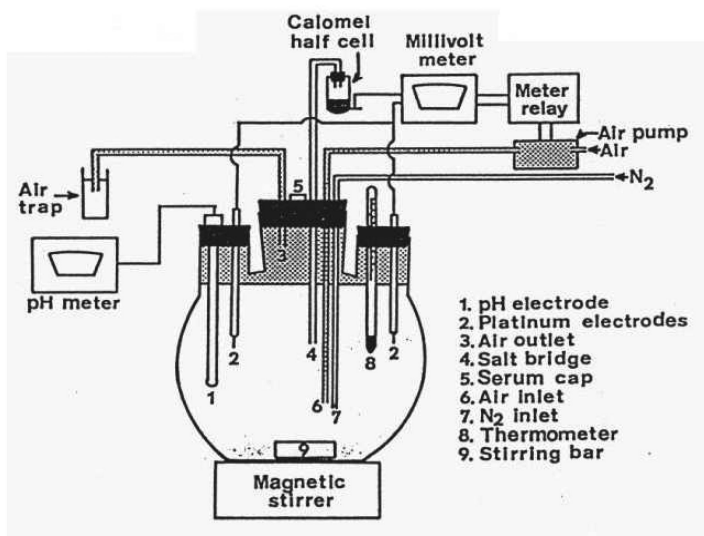 Calomel
half cell
Millivolt
meter
Meter
relay
Air pump
Air
N2
Air
trap
pH meter
5
3
2
1
4
6
7
8
2
9
Magnetic
stirrer
1. pH electrode
2. Platinum electrodes
3. Air outlet
4. Salt bridge
5. Serum cap
6. Air inlet
7. N2 inlet
8. Thermometer
9. Stirring bar